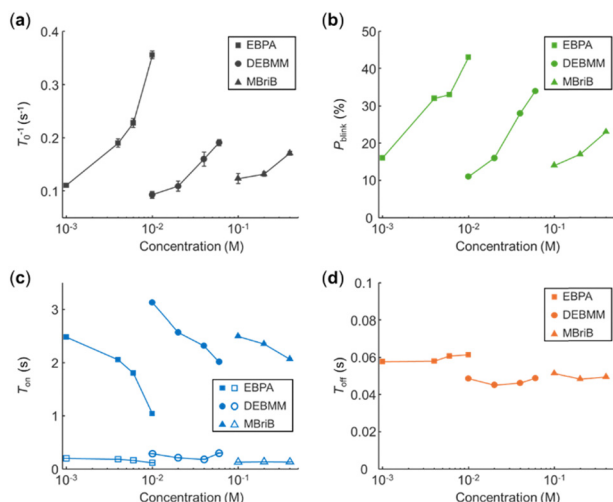 (a)
T₀⁻¹ (s⁻¹)
0.4
0.3
0.2
0.1
10⁻³
10⁻²
10⁻¹
Concentration (M)
EBPA
DEBMM
MBriB
(b)
P_blink (%)
50
40
30
20
10
0
10⁻³
10⁻²
10⁻¹
Concentration (M)
EBPA
DEBMM
MBriB
(c)
T_on (s)
3
2
1
0
10⁻³
10⁻²
10⁻¹
Concentration (M)
EBPA
DEBMM
MBriB
(d)
T_off (s)
0.1
0.08
0.06
0.04
0.02
0
10⁻³
10⁻²
10⁻¹
Concentration (M)
EBPA
DEBMM
MBriB